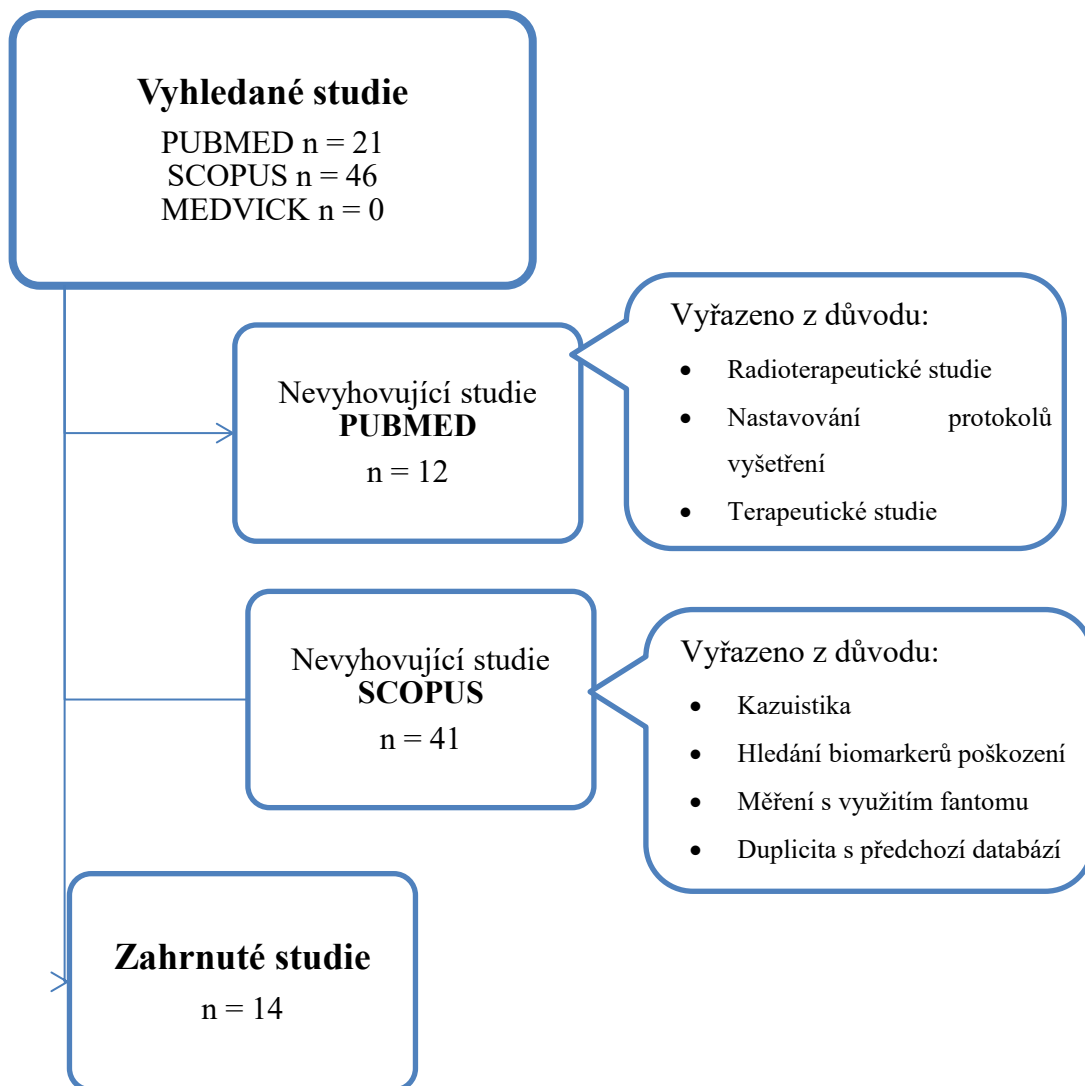 Vyhledané studie
PUBMED n = 21
SCOPUS n = 46
MEDVICK n = 0
Nevyhovující studie
PUBMED
n = 12
Vyřazeno z důvodu:
• Radioterapeutické studie
• Nastavování protokolů
vyšetření
• Terapeutické studie
Nevyhovující studie
SCOPUS
n = 41
Vyřazeno z důvodu:
• Kazuistika
• Hledání biomarkerů poškození
• Měření s využitím fantomu
• Duplicita s předchozí databází
Zahrnuté studie
n = 14